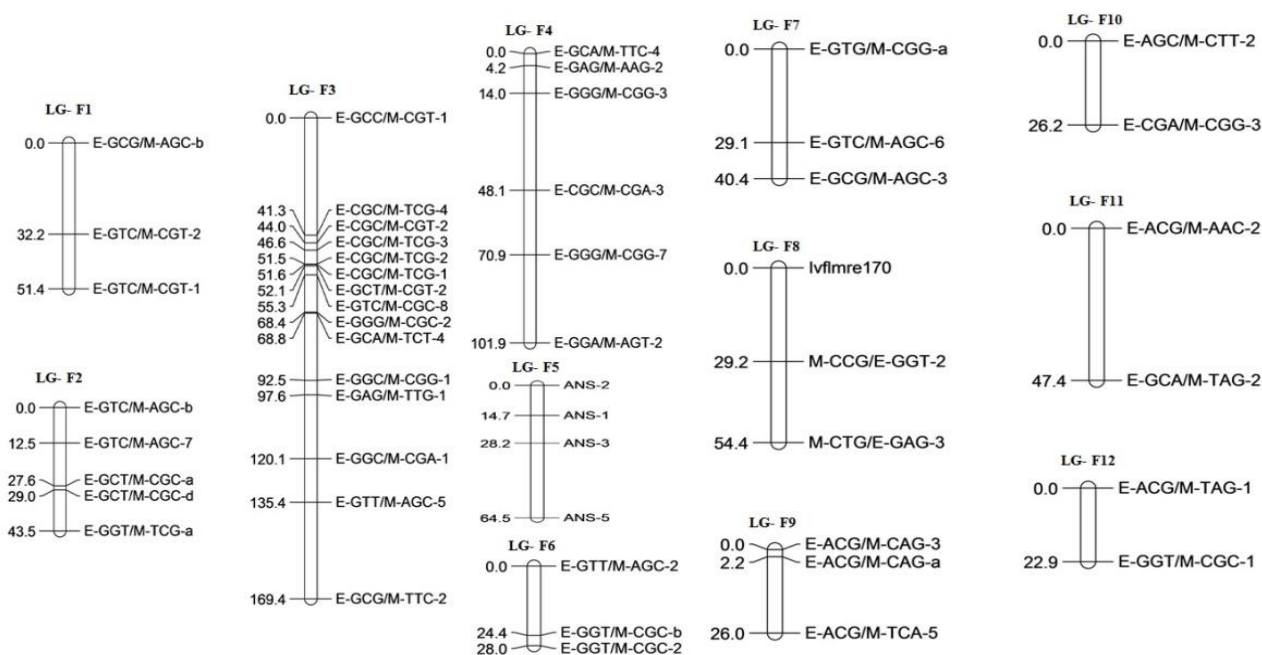 LG- F1
0.0 E-GCG/M-AGC-b
32.2 E-GTC/M-CGT-2
51.4 E-GTC/M-CGT-1
LG- F2
0.0 E-GTC/M-AGC-b
12.5 E-GTC/M-AGC-7
27.6 E-GCT/M-CGC-a
29.0 E-GCT/M-CGC-d
43.5 E-GGT/M-TCG-a
LG- F3
0.0 E-GCC/M-CGT-1
41.3 E-CGC/M-TCG-4
44.0 E-CGC/M-CGT-2
46.6 E-CGC/M-TCG-3
51.5 E-CGC/M-TCG-2
51.6 E-CGC/M-TCG-1
52.1 E-GCT/M-CGT-2
55.3 E-GTC/M-CGC-8
68.4 E-GGG/M-CGC-2
68.8 E-GCA/M-TCT-4
92.5 E-GGC/M-CGG-1
97.6 E-GAG/M-TTG-1
120.1 E-GGC/M-CGA-1
135.4 E-GTT/M-AGC-5
169.4 E-GCG/M-TTC-2
LG- F4
0.0 E-GCA/M-TTC-4
4.2 E-GAG/M-AAG-2
14.0 E-GGG/M-CGG-3
48.1 E-CGC/M-CGA-3
70.9 E-GGG/M-CGG-7
101.9 E-GGA/M-AGT-2
LG- F5
0.0 ANS-2
14.7 ANS-1
28.2 ANS-3
64.5 ANS-5
LG- F6
0.0 E-GTT/M-AGC-2
24.4 E-GGT/M-CGC-b
28.0 E-GGT/M-CGC-2
LG- F7
0.0 E-GTG/M-CGG-a
29.1 E-GTC/M-AGC-6
40.4 E-GCG/M-AGC-3
LG- F8
0.0 lvflmre170
29.2 M-CCG/E-GGT-2
54.4 M-CTG/E-GAG-3
LG- F9
0.0 E-ACG/M-CAG-3
2.2 E-ACG/M-CAG-a
26.0 E-ACG/M-TCA-5
LG- F10
0.0 E-AGC/M-CTT-2
26.2 E-CGA/M-CGG-3
LG- F11
0.0 E-ACG/M-AAC-2
47.4 E-GCA/M-TAG-2
LG- F12
0.0 E-ACG/M-TAG-1
22.9 E-GGT/M-CGC-1